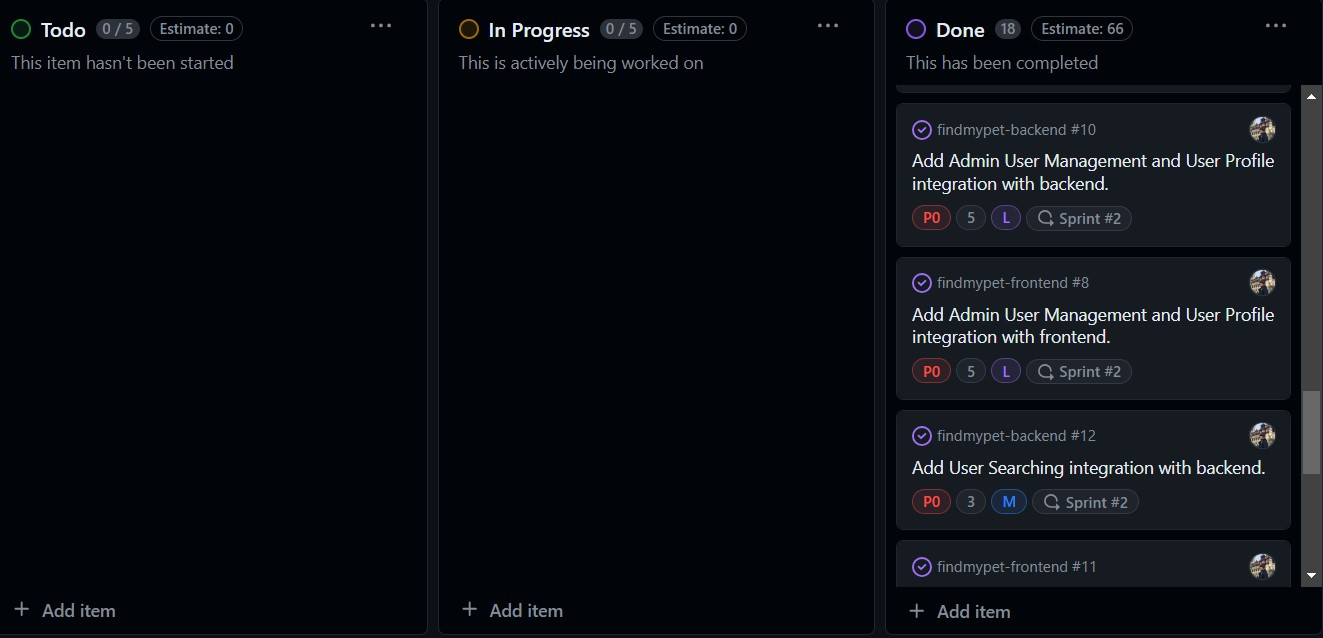 Todo 0 / 5 Estimate: 0
This item hasn't been started
+ Add item
In Progress 0 / 5 Estimate: 0
This is actively being worked on
+ Add item
Done 18 Estimate: 66
This has been completed
findmypet-backend #10
Add Admin User Management and User Profile
integration with backend.
P0 5 L Sprint #2
findmypet-frontend #8
Add Admin User Management and User Profile
integration with frontend.
P0 5 L Sprint #2
findmypet-backend #12
Add User Searching integration with backend.
P0 3 M Sprint #2
findmypet-frontend #11
+ Add item